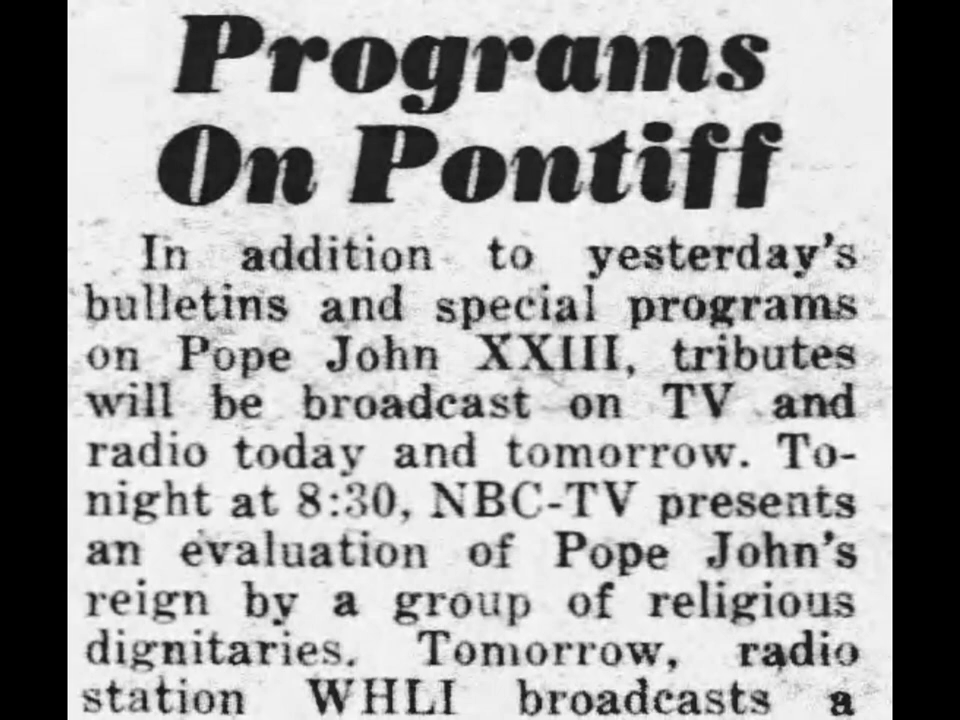 Programs
On Pontiff
In addition to yesterday's
bulletins and special programs
on Pope John XXIII, tributes
will be broadcast on TV and
radio today and tomorrow. To-
night at 8:30, NBC-TV presents
an evaluation of Pope John's
reign by a group of religious
dignitaries. Tomorrow, radio
station WHLI broadcasts a